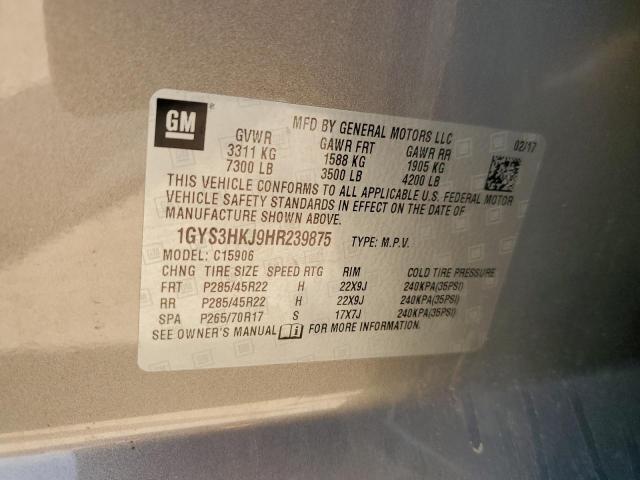 GM
MFD BY GENERAL MOTORS LLC 02/17
GVWR GAWR FRT GAWR RR
3311 KG 1588 KG 1905 KG
7300 LB 3500 LB 4200 LB
THIS VEHICLE CONFORMS TO ALL APPLICABLE U.S. FEDERAL MOTOR
VEHICLE SAFETY STANDARDS IN EFFECT ON THE DATE OF
MANUFACTURE SHOWN ABOVE.
1GYS3HKJ9HR239875 TYPE: M.P.V.
MODEL: C15906
CHNG TIRE SIZE SPEED RTG RIM COLD TIRE PRESSURE
FRT P285/45R22 H 22X9J 240KPA(35PSI)
RR P285/45R22 H 22X9J 240KPA(35PSI)
SPA P265/70R17 S 17X7J 240KPA(35PSI)
SEE OWNER'S MANUAL FOR MORE INFORMATION.